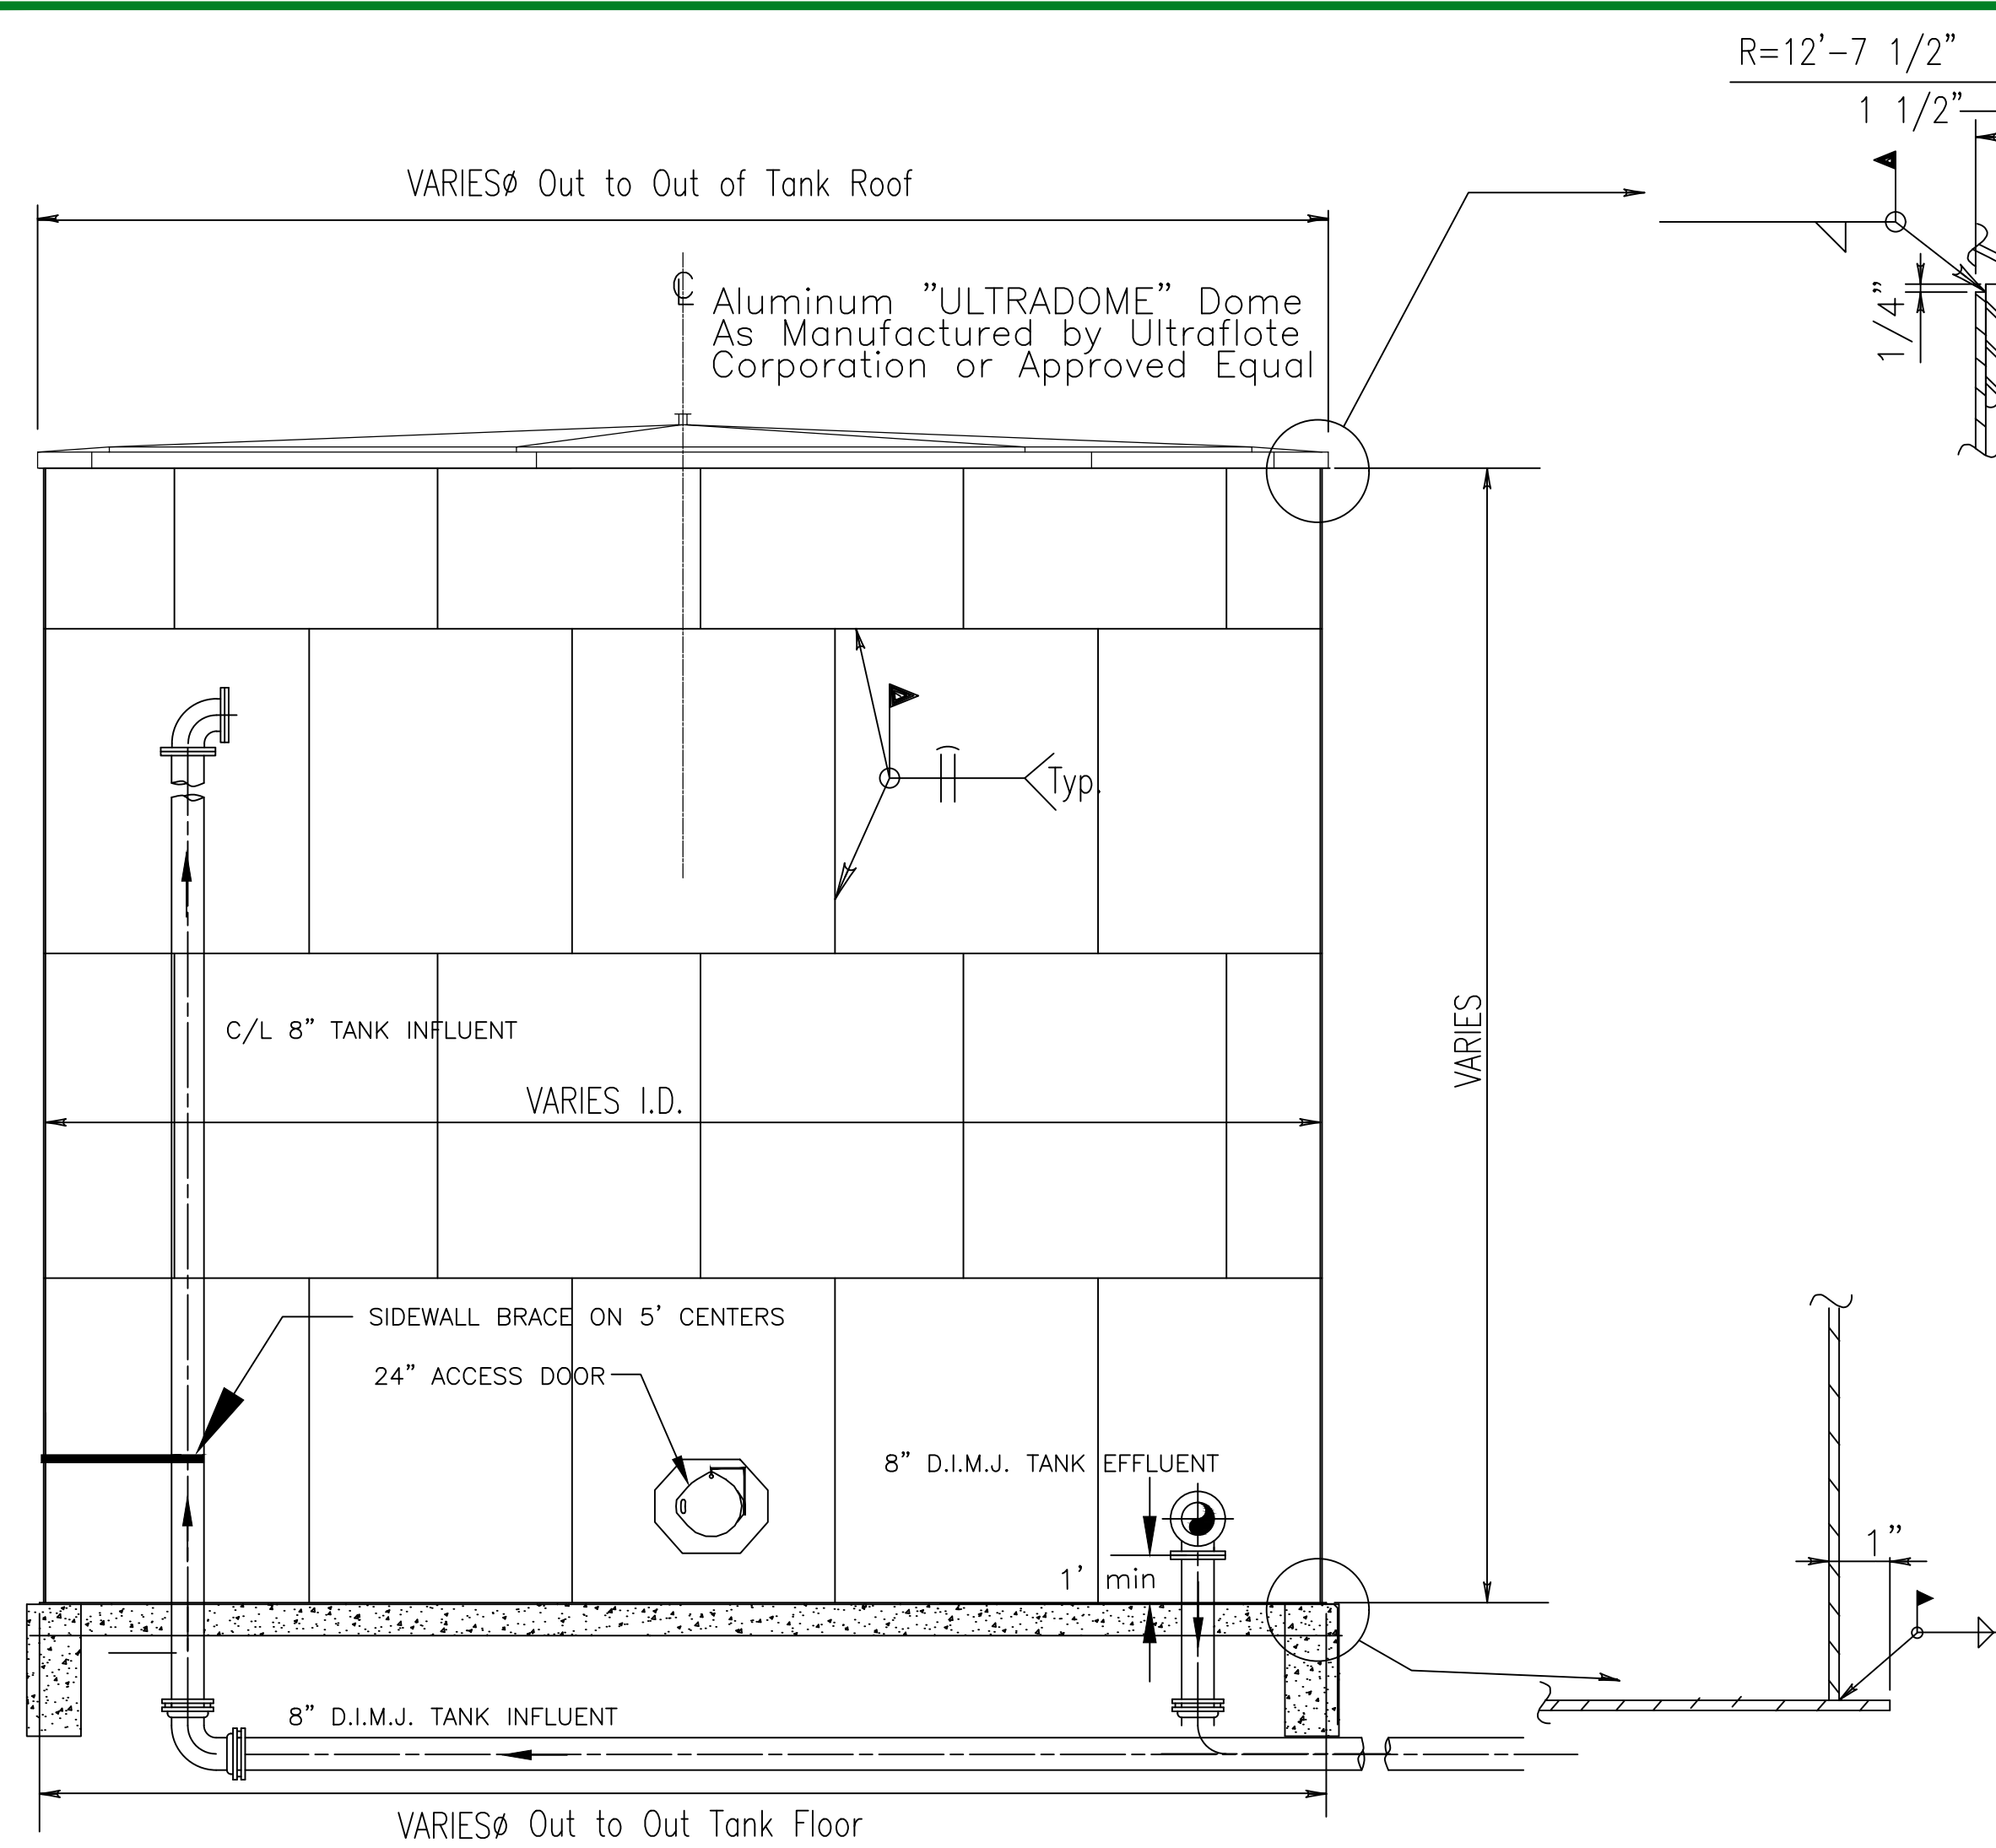 R=12'-7 1/2"
1 1/2"
VARIESø Out to Out of Tank Roof
℄
Aluminum "ULTRADOME" Dome
As Manufactured by Ultraflote
Corporation or Approved Equal
1/4"
Typ.
C/L 8" TANK INFLUENT
VARIES
VARIES I.D.
SIDEWALL BRACE ON 5' CENTERS
24" ACCESS DOOR
8" D.I.M.J. TANK EFFLUENT
1"
1' min
8" D.I.M.J. TANK INFLUENT
VARIESø Out to Out Tank Floor